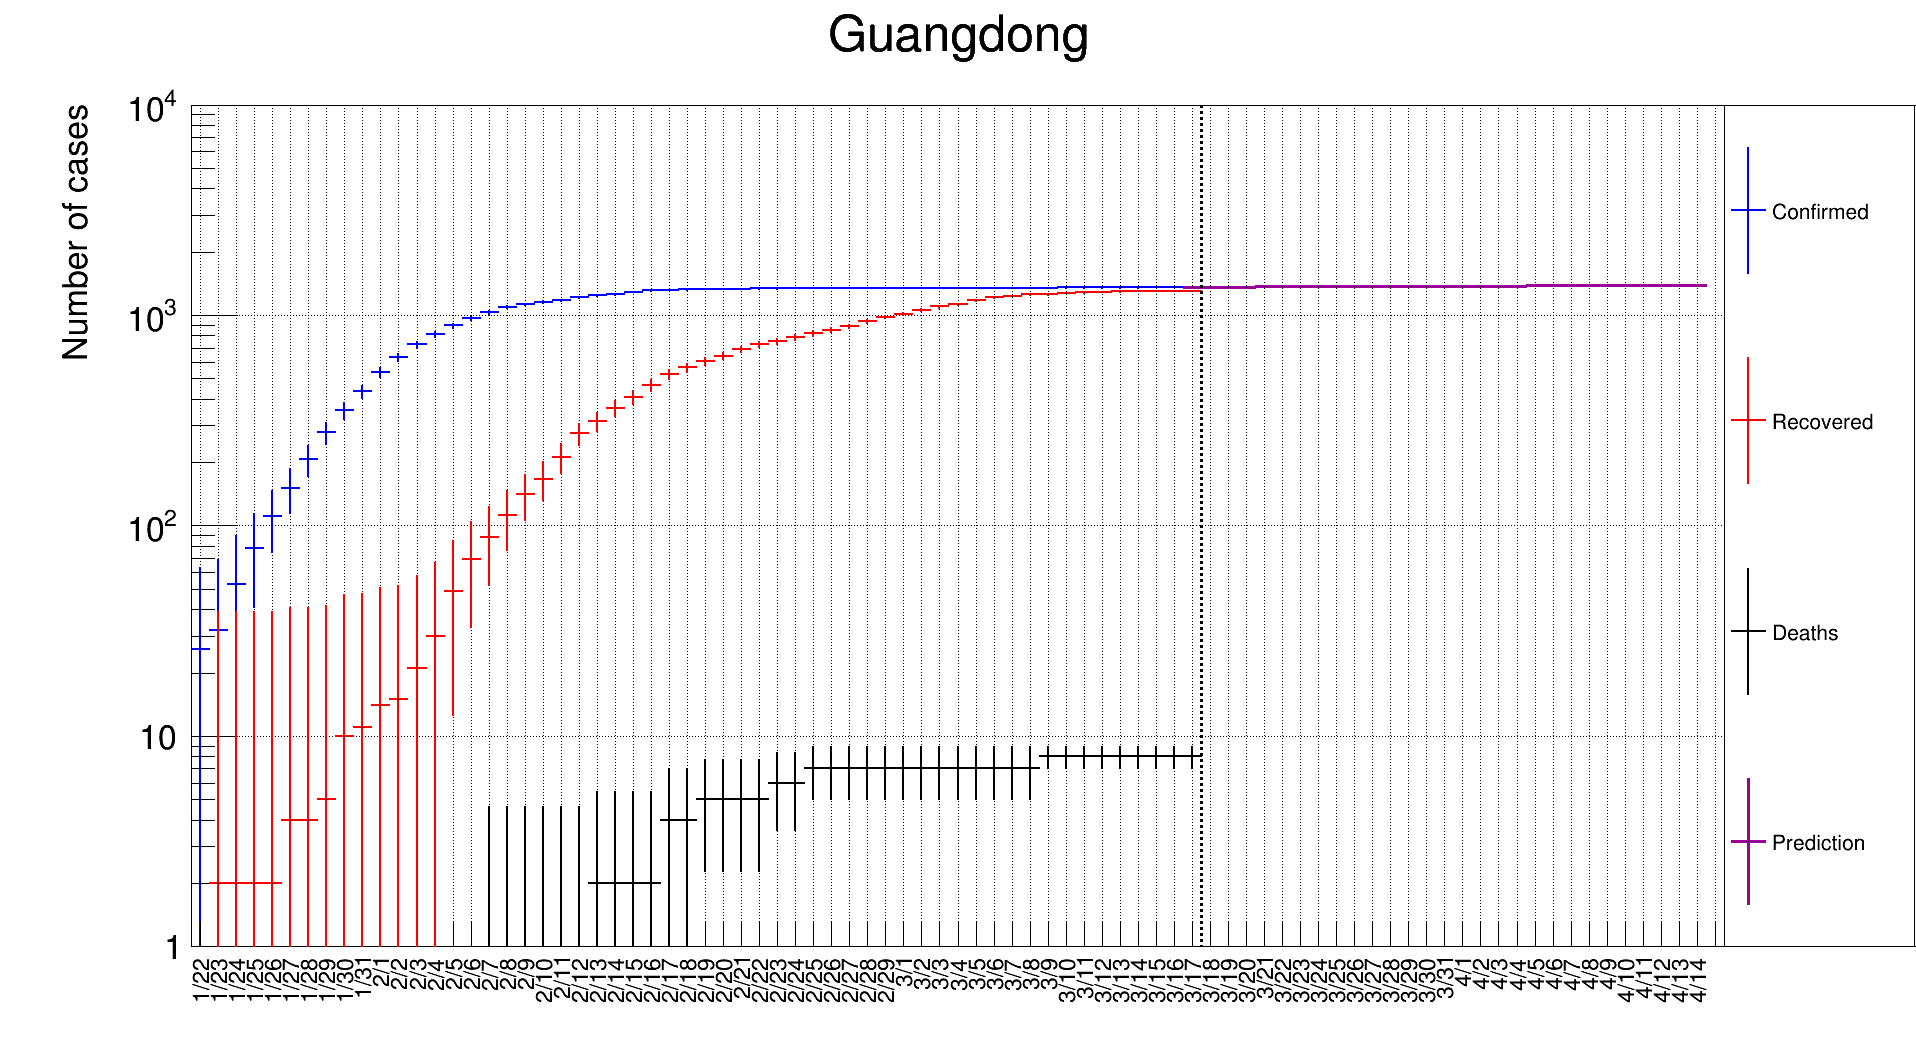 Guangdong
Number of cases
10⁴
10³
10²
10
1
1/22 1/23 1/24 1/25 1/26 1/27 1/28 1/29 1/30 1/31 2/1 2/2 2/3 2/4 2/5 2/6 2/7 2/8 2/9 2/10 2/11 2/12 2/13 2/14 2/15 2/16 2/17 2/18 2/19 2/20 2/21 2/22 2/23 2/24 2/25 2/26 2/27 2/28 2/29 3/1 3/2 3/3 3/4 3/5 3/6 3/7 3/8 3/9 3/10 3/11 3/12 3/13 3/14 3/15 3/16 3/17 3/18 3/19 3/20 3/21 3/22 3/23 3/24 3/25 3/26 3/27 3/28 3/29 3/30 3/31 4/1 4/2 4/3 4/4 4/5 4/6 4/7 4/8 4/9 4/10 4/11 4/12 4/13 4/14
Confirmed
Recovered
Deaths
Prediction